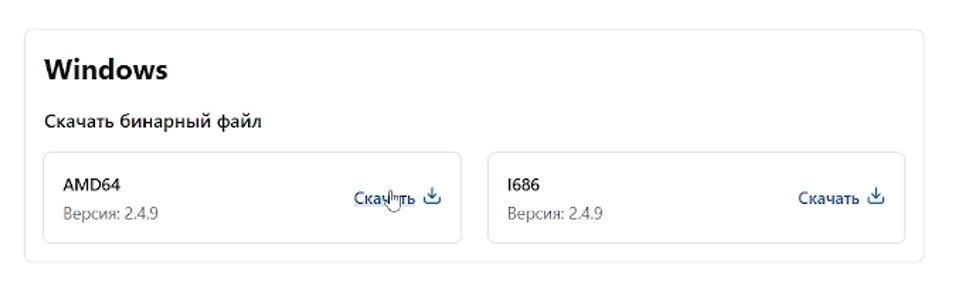 Windows
Скачать бинарный файл
AMD64
Версия: 2.4.9
Скачать
I686
Версия: 2.4.9
Скачать